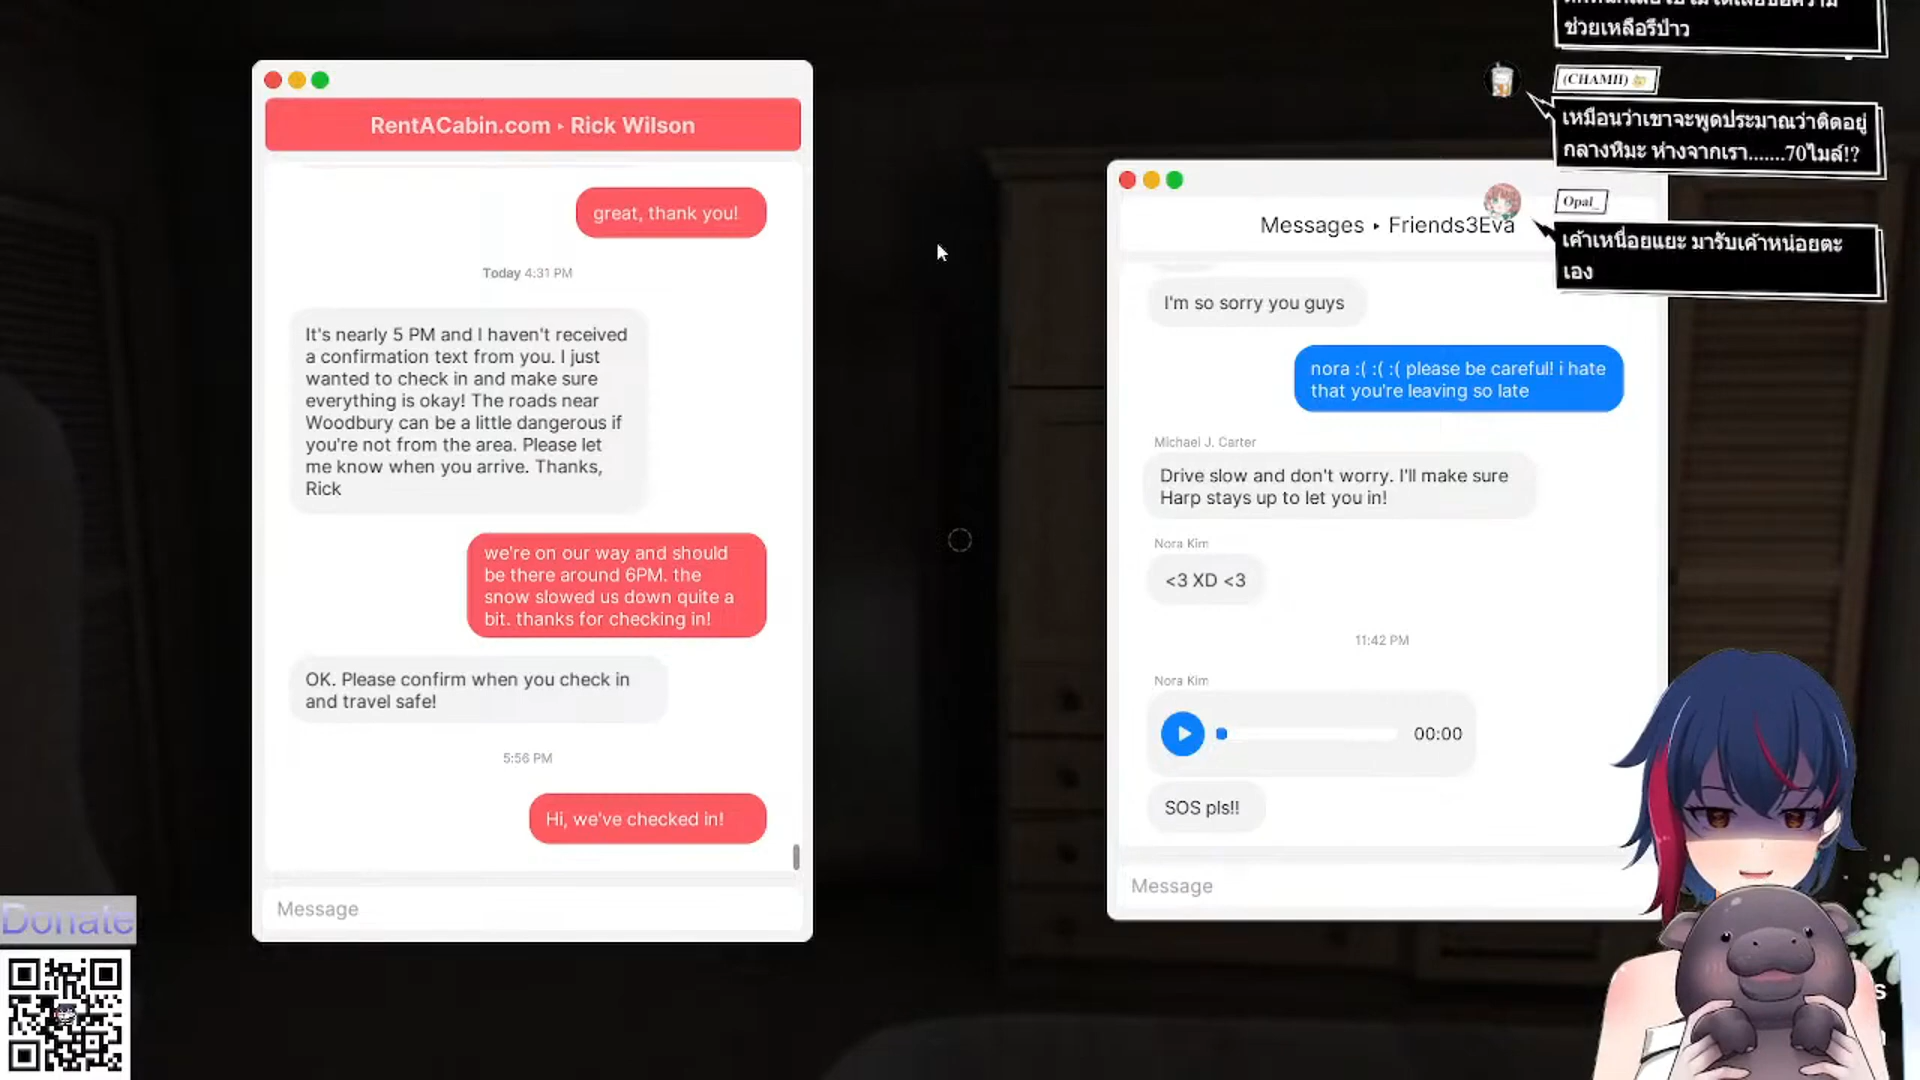 RentACabin.com ‣ Rick Wilson
great, thank you!
Today 4:31 PM
It's nearly 5 PM and I haven't received
a confirmation text from you. I just
wanted to check in and make sure
everything is okay! The roads near
Woodbury can be a little dangerous if
you're not from the area. Please let
me know when you arrive. Thanks,
Rick
we're on our way and should
be there around 6PM. the
snow slowed us down quite a
bit. thanks for checking in!
OK. Please confirm when you check in
and travel safe!
5:56 PM
Hi, we've checked in!
Message
Messages ‣ Friends3Eva
I'm so sorry you guys
nora :( :( :( please be careful! i hate
that you're leaving so late
Michael J. Carter
Drive slow and don't worry. I'll make sure
Harp stays up to let you in!
Nora Kim
<3 XD <3
11:42 PM
Nora Kim
00:00
SOS pls!!
Message
ช่วยเหลือรึป่าว
(CHAMII)
เหมือนว่าเขาจะพูดประมาณว่าติดอยู่
กลางหิมะ ห่างจากเรา.......70ไมล์!?
Opal_
เค้าเหนื่อยแยะ มารับเค้าหน่อยตะ
เอง
Donate